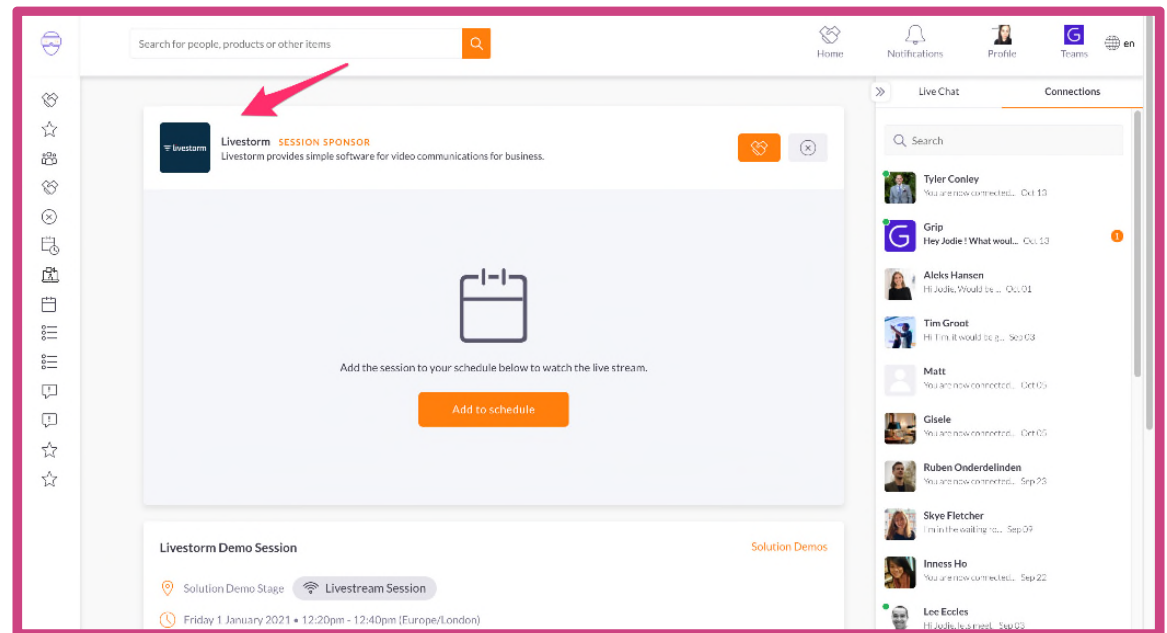 Search for people, products or other items
Home
Notifications
Profile
G
Teams
en
livestorm
Livestorm SESSION SPONSOR
Livestorm provides simple software for video communications for business.
Add the session to your schedule below to watch the live stream.
Add to schedule
Livestorm Demo Session
Solution Demos
Solution Demo Stage
Livestream Session
Friday 1 January 2021 • 12:20pm - 12:40pm (Europe/London)
Live Chat
Connections
Search
Tyler Conley
You are now connected... Oct 13
G
Grip
Hey Jodie! What woul... Oct 13
1
Aleks Hansen
Hi Jodie, Would be ... Oct 01
Tim Groot
Hi Tim, it would be g... Sep 03
Matt
You are now connected... Oct 05
Gisele
You are now connected... Oct 05
Ruben Onderdelinden
You are now connected... Sep 23
Skye Fletcher
I'm in the waiting ro... Sep 09
Inness Ho
You are now connected... Sep 22
Lee Eccles
Hi Jodie, lets meet Sep 03